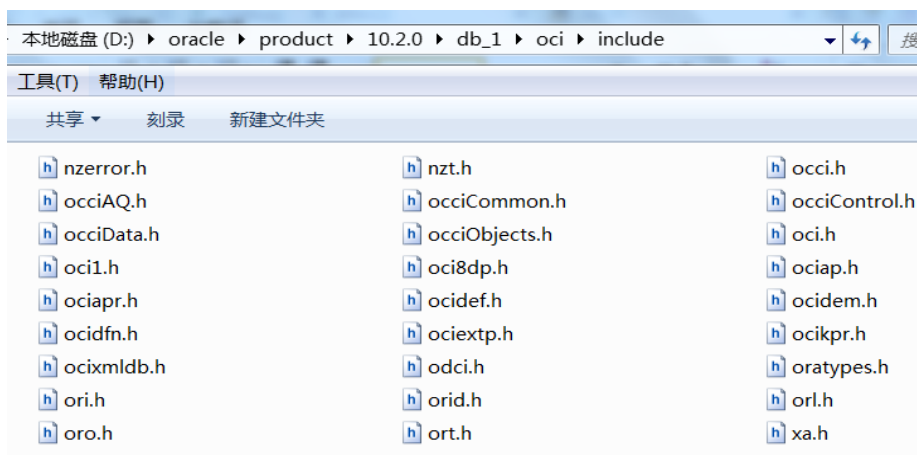 本地磁盘 (D:) ▸ oracle ▸ product ▸ 10.2.0 ▸ db_1 ▸ oci ▸ include
工具(T) 帮助(H)
共享 刻录 新建文件夹
nzerror.h nzt.h occi.h
occiAQ.h occiCommon.h occiControl.h
occiData.h occiObjects.h oci.h
oci1.h oci8dp.h ociap.h
ociapr.h ocidef.h ocidem.h
ocidfn.h ociextp.h ocikpr.h
ocixmldb.h odci.h oratypes.h
ori.h orid.h orl.h
oro.h ort.h xa.h